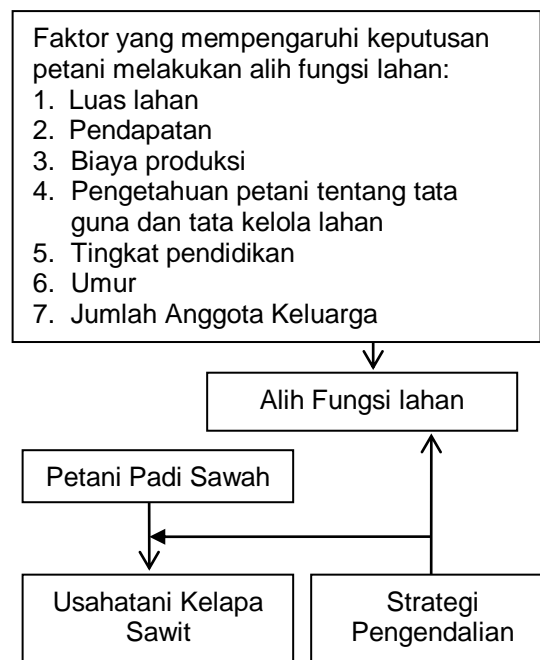 Faktor yang mempengaruhi keputusan
petani melakukan alih fungsi lahan:
1. Luas lahan
2. Pendapatan
3. Biaya produksi
4. Pengetahuan petani tentang tata
guna dan tata kelola lahan
5. Tingkat pendidikan
6. Umur
7. Jumlah Anggota Keluarga
Alih Fungsi lahan
Petani Padi Sawah
Usahatani Kelapa
Sawit
Strategi
Pengendalian